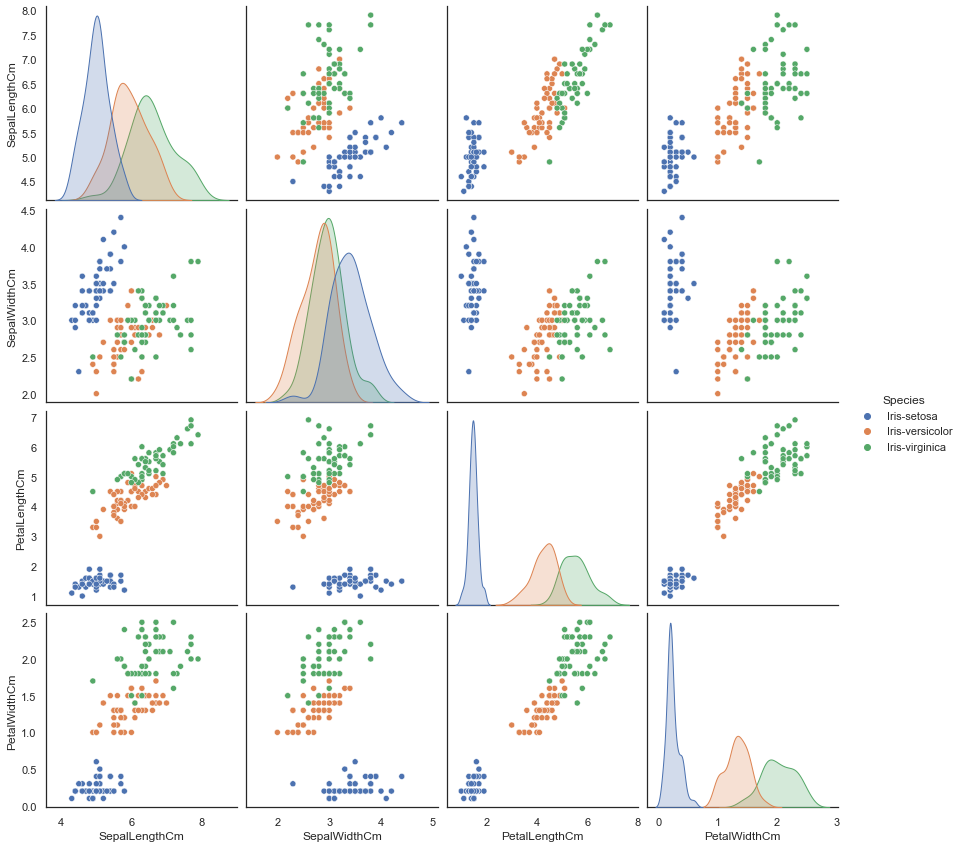 8.0
7.5
7.0
6.5
6.0
5.5
5.0
4.5
SepalLengthCm
4.5
4.0
3.5
3.0
2.5
2.0
SepalWidthCm
Species
Iris-setosa
Iris-versicolor
Iris-virginica
7
6
5
4
3
2
1
PetalLengthCm
2.5
2.0
1.5
1.0
0.5
0.0
PetalWidthCm
4 6 8
SepalLengthCm
2 3 4 5
SepalWidthCm
2 4 6 8
PetalLengthCm
0 1 2 3
PetalWidthCm